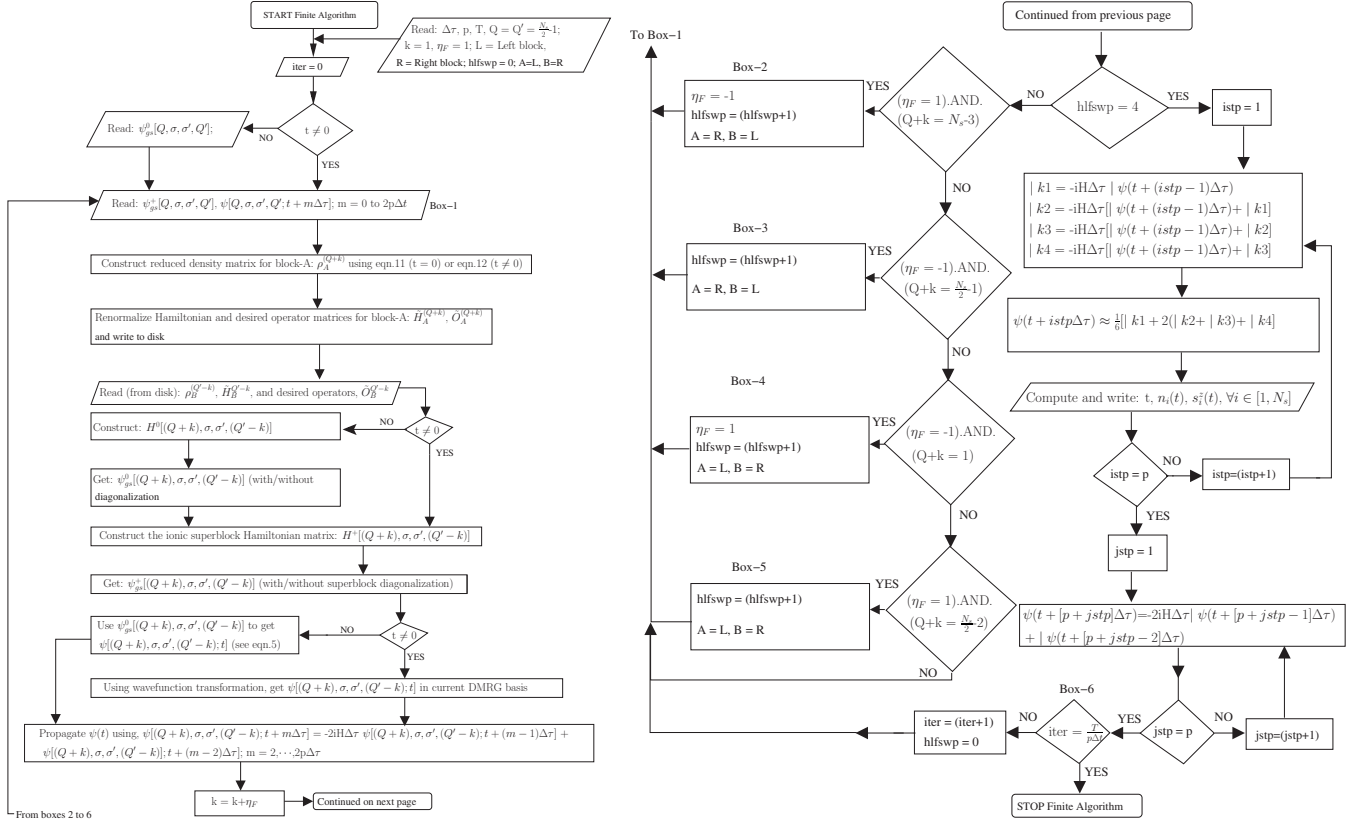 START Finite Algorithm
Read: Δτ, p, T, Q = Q′ = N_s/2-1;
k = 1, η_F = 1; L = Left block,
R = Right block; hlfswp = 0; A=L, B=R
iter = 0
t ≠ 0
NO
YES
Read: ψ⁰_gs[Q, σ, σ′, Q′];
Read: ψ⁺_gs[Q, σ, σ′, Q′], ψ[Q, σ, σ′, Q′; t + mΔτ]; m = 0 to 2pΔt
Box−1
Construct reduced density matrix for block-A: ρ_A^(Q+k) using eqn.11 (t = 0) or eqn.12 (t ≠ 0)
Renormalize Hamiltonian and desired operator matrices for block-A: H̃_A^(Q+k), Õ_A^(Q+k)
and write to disk
Read (from disk): ρ_B^(Q′−k), H̃_B^Q′−k, and desired operators, Õ_B^Q′−k
t ≠ 0
NO
YES
Construct: H⁰[(Q + k), σ, σ′, (Q′ − k)]
Get: ψ⁰_gs[(Q + k), σ, σ′, (Q′ − k)] (with/without
diagonalization
Construct the ionic superblock Hamiltonian matrix: H⁺[(Q + k), σ, σ′, (Q′ − k)]
Get: ψ⁺_gs[(Q + k), σ, σ′, (Q′ − k)] (with/without superblock diagonalization)
t ≠ 0
NO
YES
Use ψ⁰_gs[(Q + k), σ, σ′, (Q′ − k)] to get
ψ[(Q + k), σ, σ′, (Q′ − k); t] (see eqn.5)
Using wavefunction transformation, get ψ[(Q + k), σ, σ′, (Q′ − k); t] in current DMRG basis
Propagate ψ(t) using, ψ[(Q + k), σ, σ′, (Q′ − k); t + mΔτ] = -2iHΔτ ψ[(Q + k), σ, σ′, (Q′ − k); t + (m − 1)Δτ] +
ψ[(Q + k), σ, σ′, (Q′ − k)]; t + (m − 2)Δτ]; m = 2,⋯,2pΔτ
k = k+η_F
Continued on next page
From boxes 2 to 6
Continued from previous page
To Box−1
hlfswp = 4
NO
YES
(η_F = 1).AND.
(Q+k = N_s-3)
YES
NO
Box−2
η_F = -1
hlfswp = (hlfswp+1)
A = R, B = L
(η_F = -1).AND.
(Q+k = N_s/2-1)
YES
NO
Box−3
hlfswp = (hlfswp+1)
A = R, B = L
(η_F = -1).AND.
(Q+k = 1)
YES
NO
Box−4
η_F = 1
hlfswp = (hlfswp+1)
A = L, B = R
(η_F = 1).AND.
(Q+k = N_s/2-2)
YES
NO
Box−5
hlfswp = (hlfswp+1)
A = L, B = R
istp = 1
| k1 = -iHΔτ | ψ(t + (istp − 1)Δτ)
| k2 = -iHΔτ[| ψ(t + (istp − 1)Δτ)+ | k1]
| k3 = -iHΔτ[| ψ(t + (istp − 1)Δτ)+ | k2]
| k4 = -iHΔτ[| ψ(t + (istp − 1)Δτ)+ | k3]
ψ(t + istpΔτ) ≈ 1/6[| k1 + 2(| k2+ | k3)+ | k4]
Compute and write: t, n_i(t), s_i^z(t), ∀i ∈ [1, N_s]
istp = p
NO
YES
istp=(istp+1)
jstp = 1
ψ(t + [p + jstp]Δτ)=-2iHΔτ| ψ(t + [p + jstp − 1]Δτ)
+ | ψ(t + [p + jstp − 2]Δτ)
jstp = p
YES
NO
jstp=(jstp+1)
Box−6
iter = T/pΔt
NO
YES
iter = (iter+1)
hlfswp = 0
STOP Finite Algorithm